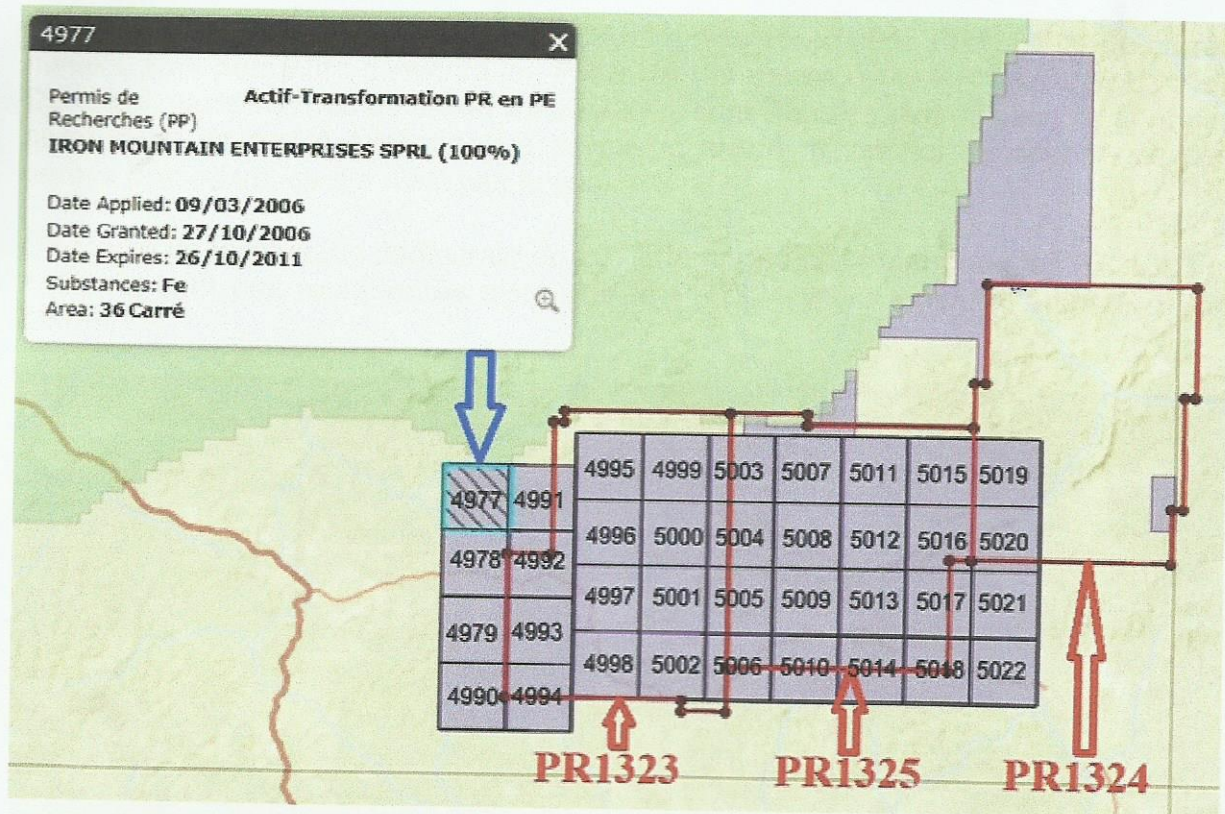 4977
Permis de Recherches (PP)
Actif-Transformation PR en PE
IRON MOUNTAIN ENTERPRISES SPRL (100%)
Date Applied: 09/03/2006
Date Granted: 27/10/2006
Date Expires: 26/10/2011
Substances: Fe
Area: 36 Carré
4995 4999 5003 5007 5011 5015 5019
4977 4991
4996 5000 5004 5008 5012 5016 5020
4978 4992
4997 5001 5005 5009 5013 5017 5021
4979 4993
4998 5002 5006 5010 5014 5018 5022
4990 4994
PR1323 PR1325 PR1324